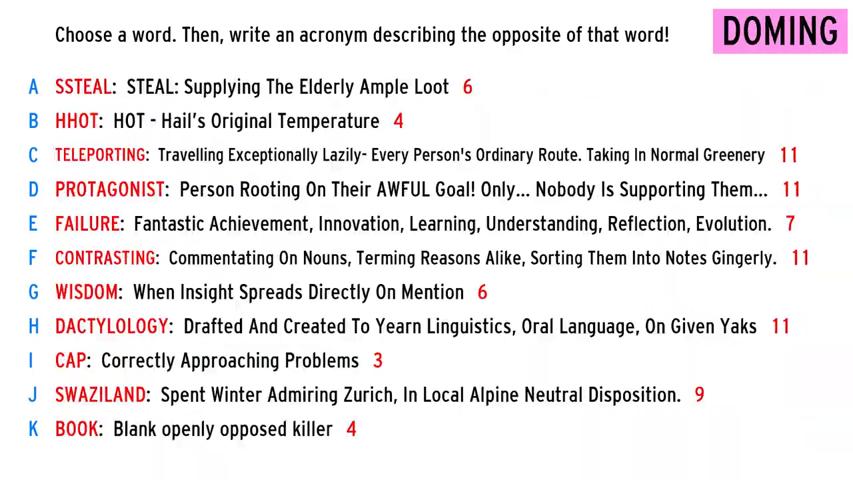 Choose a word. Then, write an acronym describing the opposite of that word!
DOMING
A SSTEAL: STEAL: Supplying The Elderly Ample Loot 6
B HHOT: HOT - Hail's Original Temperature 4
C TELEPORTING: Travelling Exceptionally Lazily- Every Person's Ordinary Route. Taking In Normal Greenery 11
D PROTAGONIST: Person Rooting On Their AWFUL Goal! Only... Nobody Is Supporting Them... 11
E FAILURE: Fantastic Achievement, Innovation, Learning, Understanding, Reflection, Evolution. 7
F CONTRASTING: Commentating On Nouns, Terming Reasons Alike, Sorting Them Into Notes Gingerly. 11
G WISDOM: When Insight Spreads Directly On Mention 6
H DACTYLOLOGY: Drafted And Created To Yearn Linguistics, Oral Language, On Given Yaks 11
I CAP: Correctly Approaching Problems 3
J SWAZILAND: Spent Winter Admiring Zurich, In Local Alpine Neutral Disposition. 9
K BOOK: Blank openly opposed killer 4